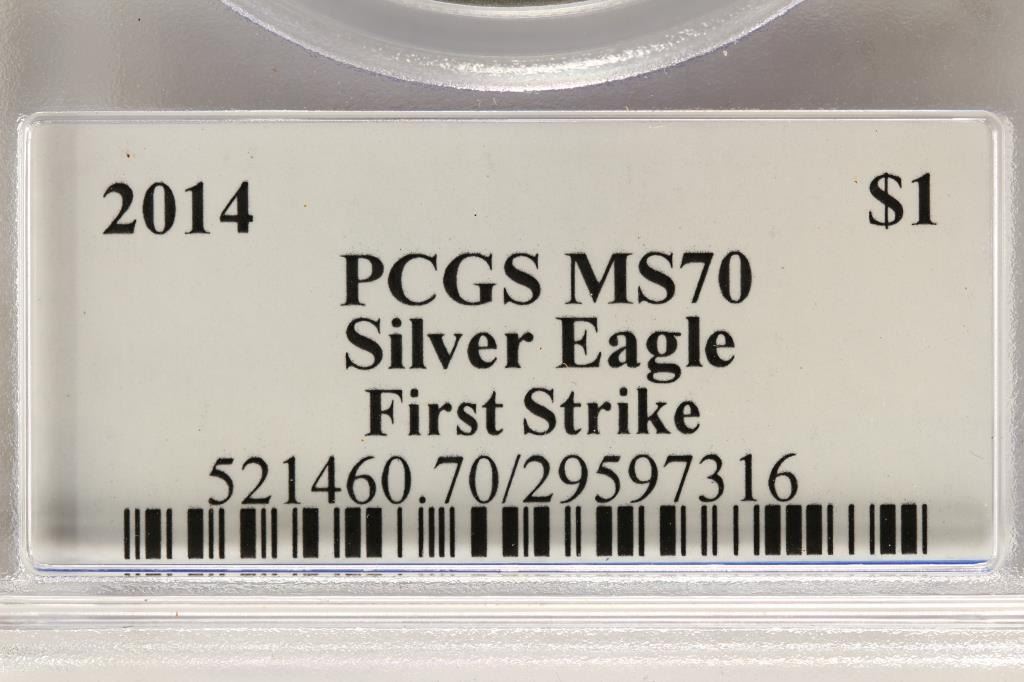 2014 $1
PCGS MS70
Silver Eagle
First Strike
521460.70/29597316